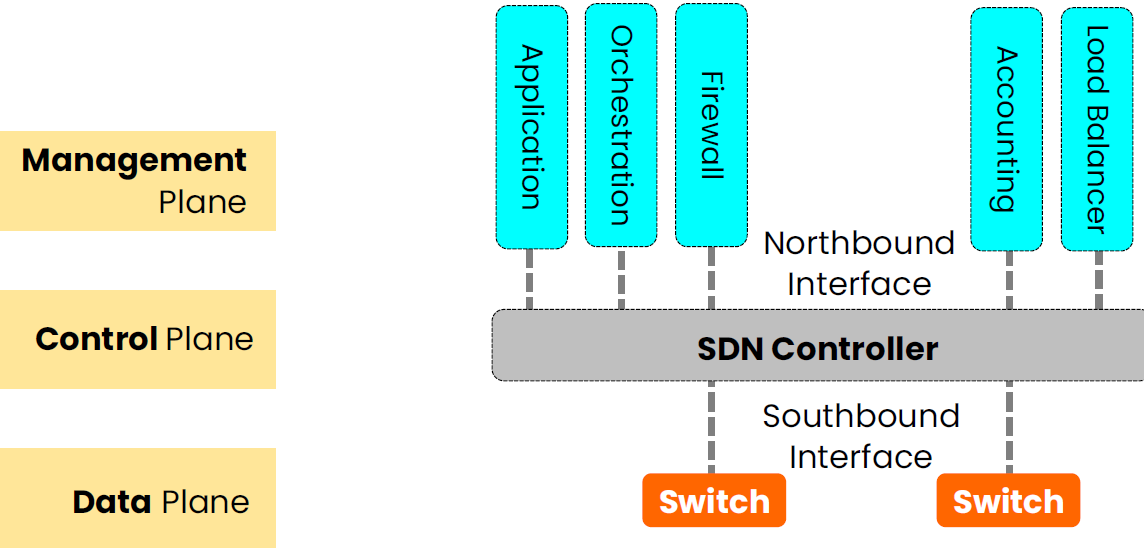 Application
Orchestration
Firewall
Accounting
Load Balancer
Management
Plane
Northbound
Interface
Control Plane
SDN Controller
Southbound
Interface
Data Plane
Switch
Switch